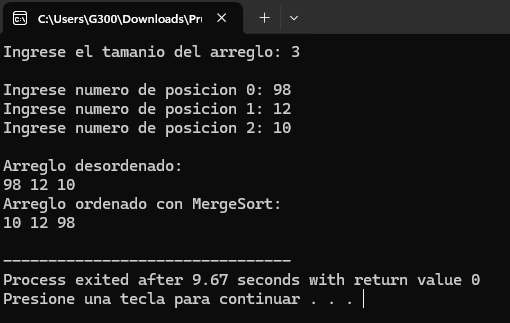 C:\Users\G300\Downloads\Pru
Ingrese el tamanio del arreglo: 3
Ingrese numero de posicion 0: 98
Ingrese numero de posicion 1: 12
Ingrese numero de posicion 2: 10
Arreglo desordenado:
98 12 10
Arreglo ordenado con MergeSort:
10 12 98
--------------------------------
Process exited after 9.67 seconds with return value 0
Presione una tecla para continuar . . .